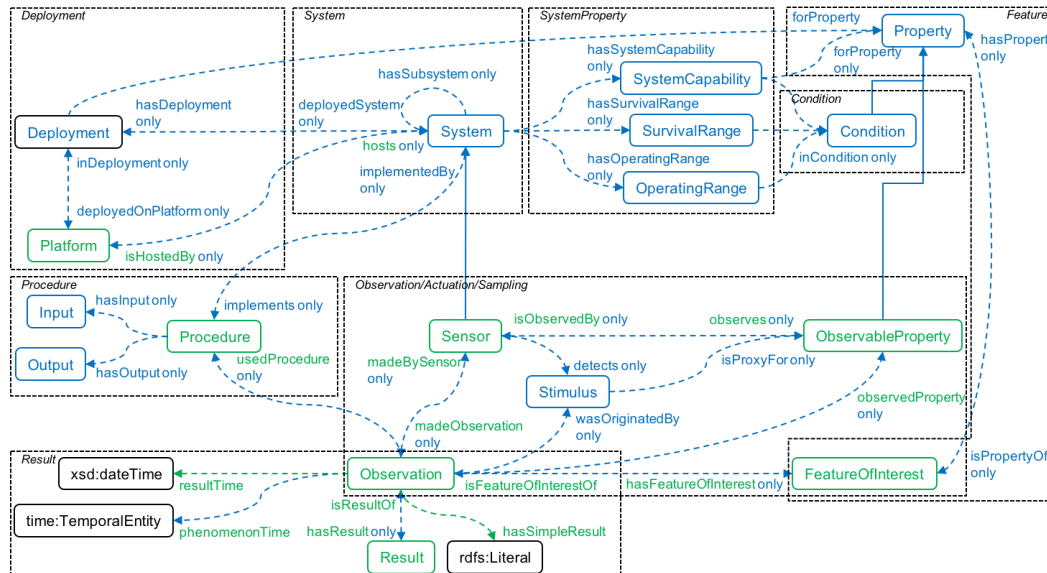 Deployment
System
SystemProperty
Feature
forProperty
only
Property
hasProperty
only
hasSystemCapability
only
forProperty
only
hasSubsystem only
SystemCapability
Condition
hasDeployment
only
deployedSystem
only
hasSurvivalRange
only
Deployment
System
SurvivalRange
Condition
hosts only
inDeployment only
implementedBy
only
hasOperatingRange
only
inCondition only
OperatingRange
deployedOnPlatform only
Platform
isHostedBy only
isPropertyOf
only
Procedure
Observation/Actuation/Sampling
hasInput only
implements only
Input
isObservedBy only
observes only
Procedure
Sensor
ObservableProperty
Output
usedProcedure
only
madeBySensor
only
isProxyFor only
hasOutput only
detects only
Stimulus
observedProperty
only
madeObservation
only
wasOriginatedBy
only
Result
xsd:dateTime
resultTime
Observation
isFeatureOfInterestOf
hasFeatureOfInterest only
FeatureOfInterest
isResultOf
time:TemporalEntity
phenomenonTime
hasResult only
hasSimpleResult
Result
rdfs:Literal